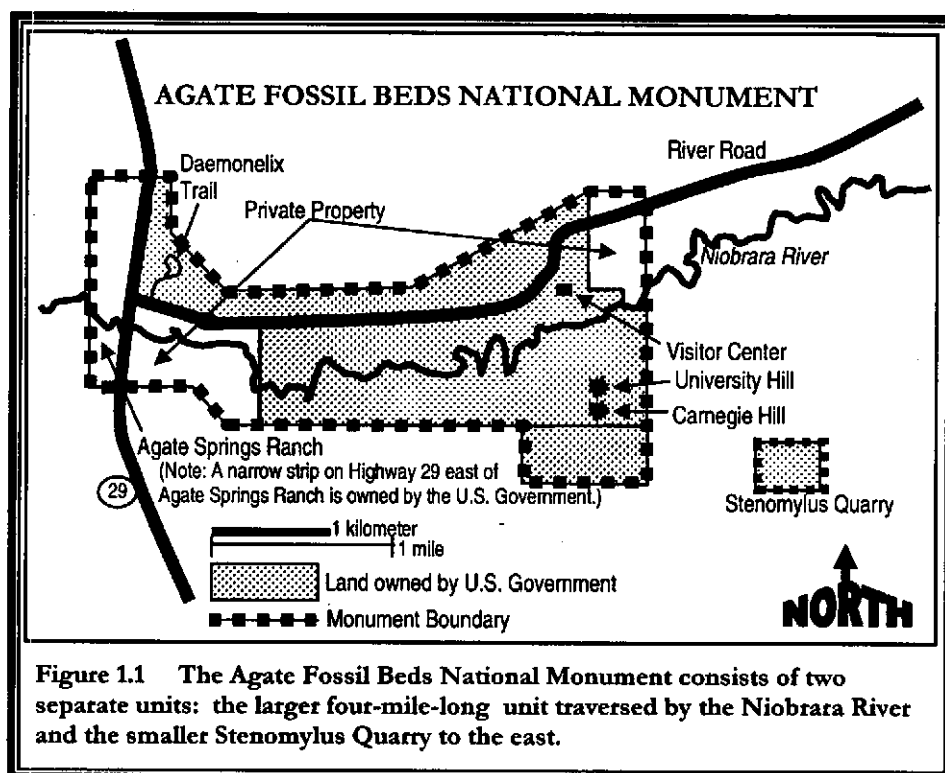 AGATE FOSSIL BEDS NATIONAL MONUMENT
River Road
Daemonelix
Trail
Private Property
Niobrara River
Visitor Center
University Hill
Carnegie Hill
Agate Springs Ranch
(Note: A narrow strip on Highway 29 east of
Agate Springs Ranch is owned by the U.S. Government.)
29
Stenomylus Quarry
1 kilometer
1 mile
Land owned by U.S. Government
Monument Boundary
NORTH
Figure 1.1 The Agate Fossil Beds National Monument consists of two
separate units: the larger four-mile-long unit traversed by the Niobrara River
and the smaller Stenomylus Quarry to the east.